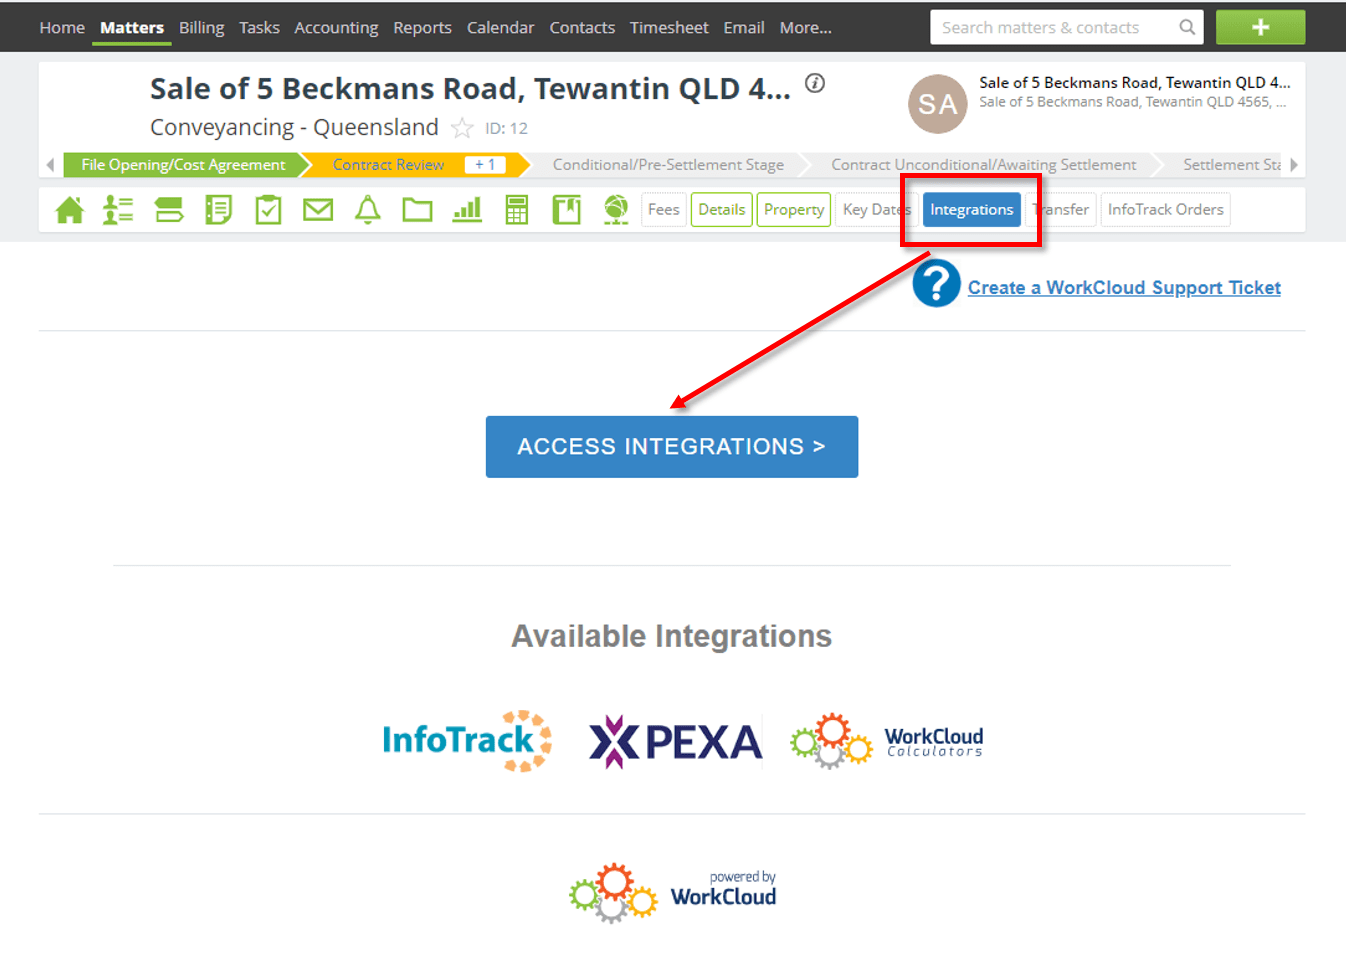 Home Matters Billing Tasks Accounting Reports Calendar Contacts Timesheet Email More... Search matters & contacts +
Sale of 5 Beckmans Road, Tewantin QLD 4...
Conveyancing - Queensland ID: 12
SA
Sale of 5 Beckmans Road, Tewantin QLD 4...
Sale of 5 Beckmans Road, Tewantin QLD 4565, ...
File Opening/Cost Agreement Contract Review + 1 Conditional/Pre-Settlement Stage Contract Unconditional/Awaiting Settlement Settlement Sta
Fees Details Property Key Dates Integrations Transfer InfoTrack Orders
? Create a WorkCloud Support Ticket
ACCESS INTEGRATIONS >
Available Integrations
InfoTrack PEXA WorkCloud
Calculators
powered by
WorkCloud